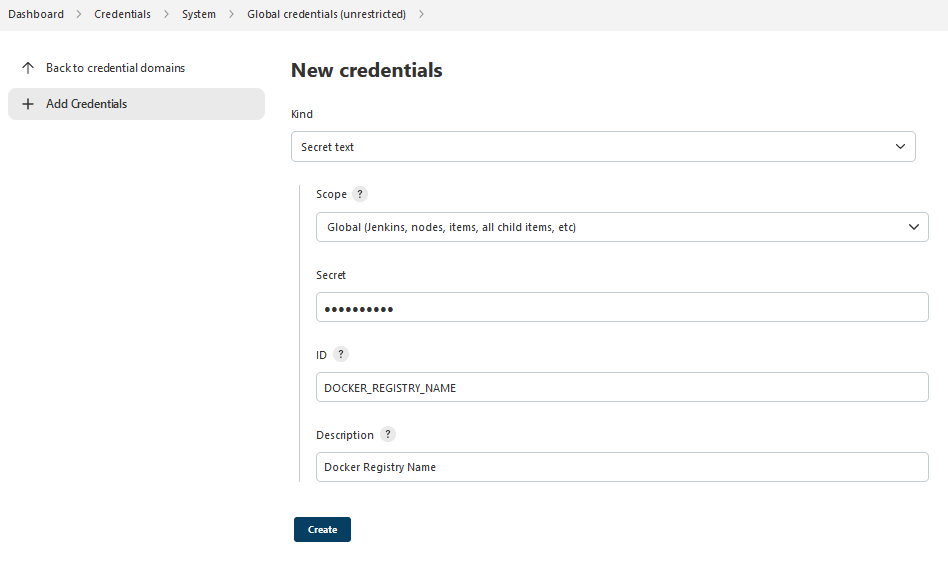 Dashboard > Credentials > System > Global credentials (unrestricted) >
Back to credential domains
Add Credentials
New credentials
Kind
Secret text
Scope ?
Global (Jenkins, nodes, items, all child items, etc)
Secret
••••••••••
ID ?
DOCKER_REGISTRY_NAME
Description ?
Docker Registry Name
Create